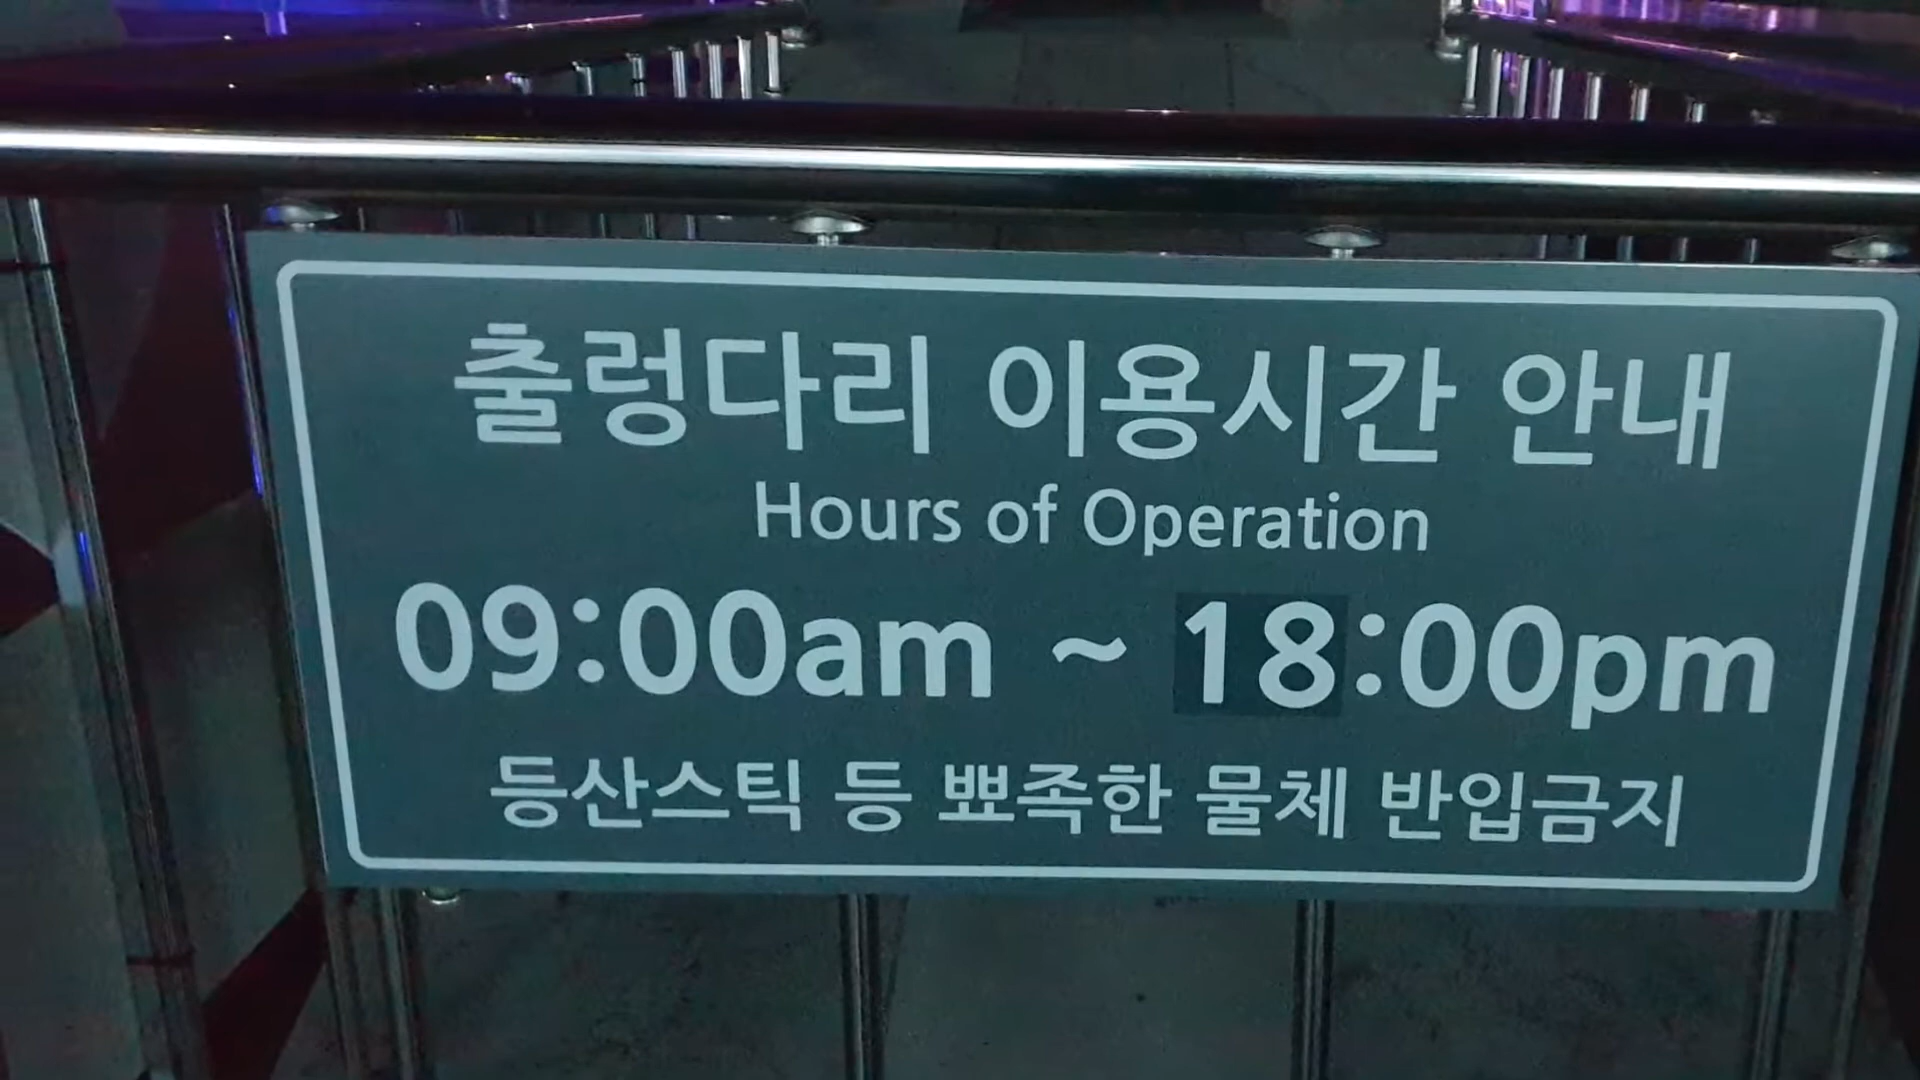 출렁다리 이용시간 안내
Hours of Operation
09:00am ~ 18:00pm
등산스틱 등 뾰족한 물체 반입금지